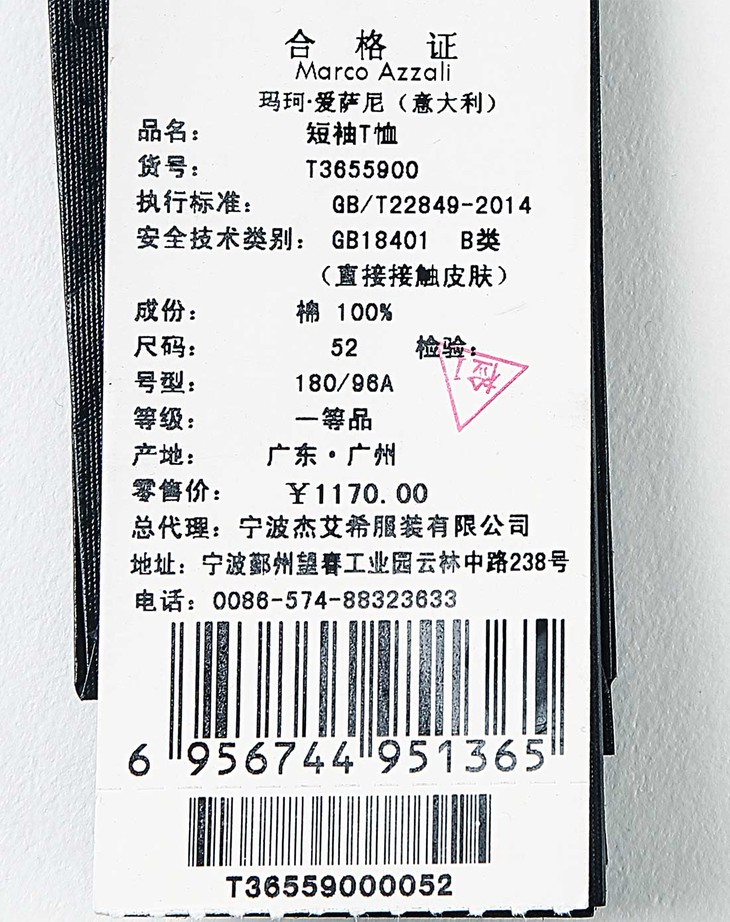 合格证
Marco Azzali
玛珂·爱萨尼（意大利）
品名： 短袖T恤
货号： T3655900
执行标准： GB/T22849-2014
安全技术类别： GB18401 B类
（直接接触皮肤）
成份： 棉 100%
尺码： 52 检验：
号型： 180/96A
等级： 一等品
产地： 广东·广州
零售价： ￥1170.00
总代理：宁波杰艾希服装有限公司
地址：宁波鄞州望春工业园云林中路238号
电话：0086-574-88323633
6 956744 951365
T36559000052